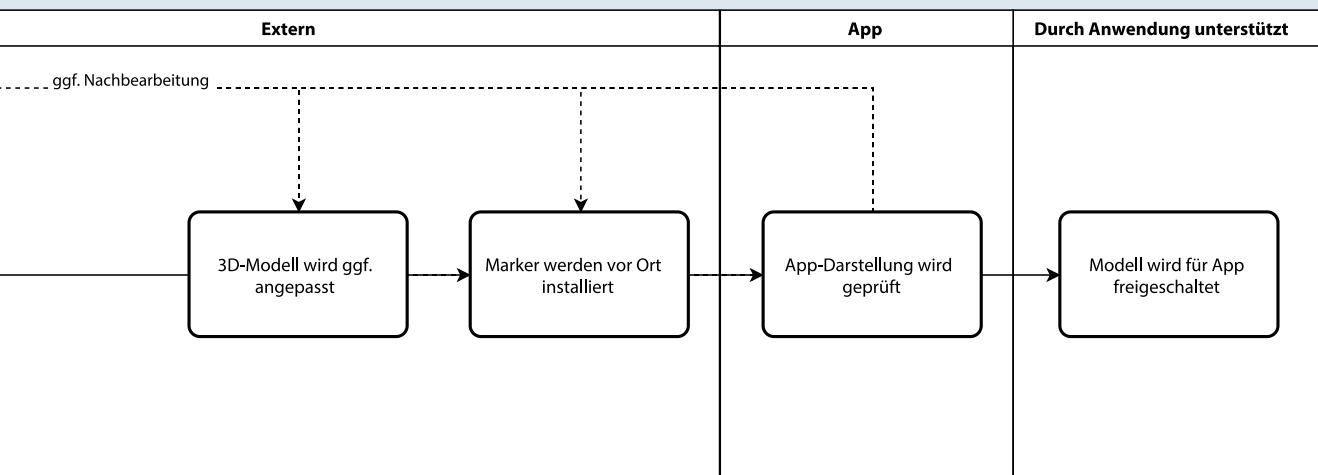 Extern
App
Durch Anwendung unterstützt
ggf. Nachbearbeitung
3D-Modell wird ggf.
angepasst
Marker werden vor Ort
installiert
App-Darstellung wird
geprüft
Modell wird für App
freigeschaltet